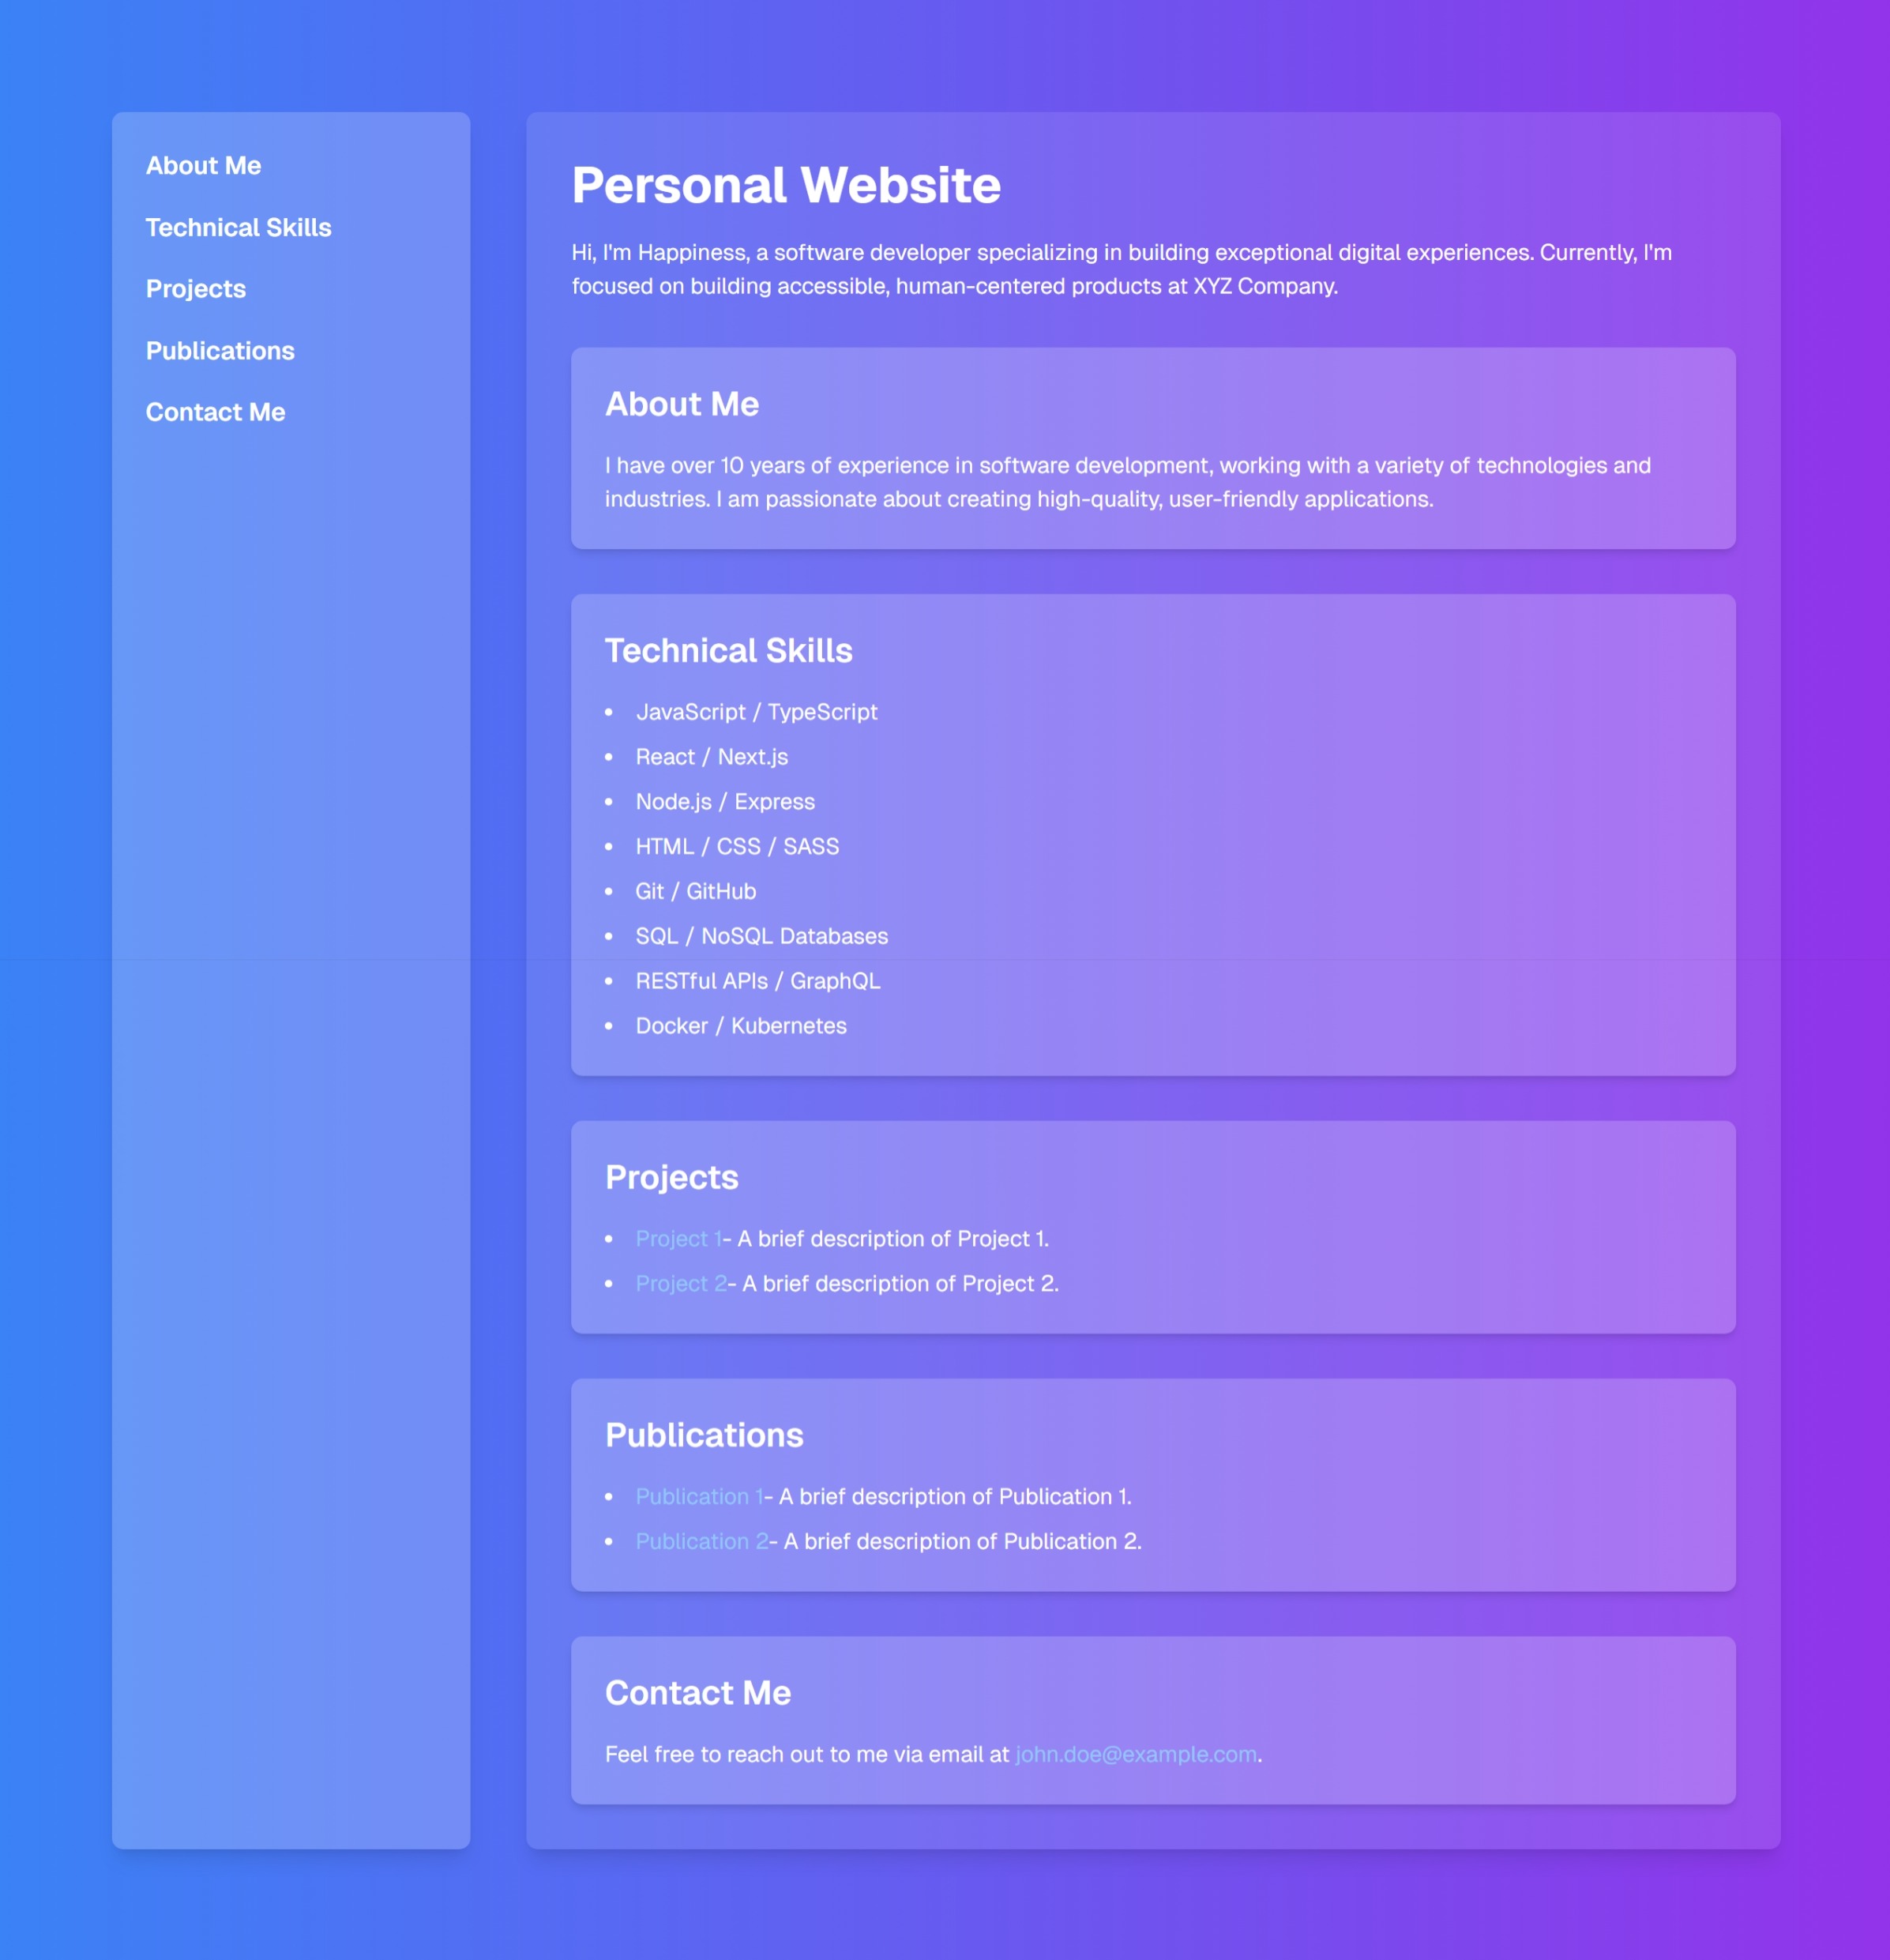 About Me
Technical Skills
Projects
Publications
Contact Me
Personal Website
Hi, I'm Happiness, a software developer specializing in building exceptional digital experiences. Currently, I'm
focused on building accessible, human-centered products at XYZ Company.
About Me
I have over 10 years of experience in software development, working with a variety of technologies and
industries. I am passionate about creating high-quality, user-friendly applications.
Technical Skills
• JavaScript / TypeScript
• React / Next.js
• Node.js / Express
• HTML / CSS / SASS
• Git / GitHub
• SQL / NoSQL Databases
• RESTful APIs / GraphQL
• Docker / Kubernetes
Projects
• Project 1- A brief description of Project 1.
• Project 2- A brief description of Project 2.
Publications
• Publication 1- A brief description of Publication 1.
• Publication 2- A brief description of Publication 2.
Contact Me
Feel free to reach out to me via email at john.doe@example.com.